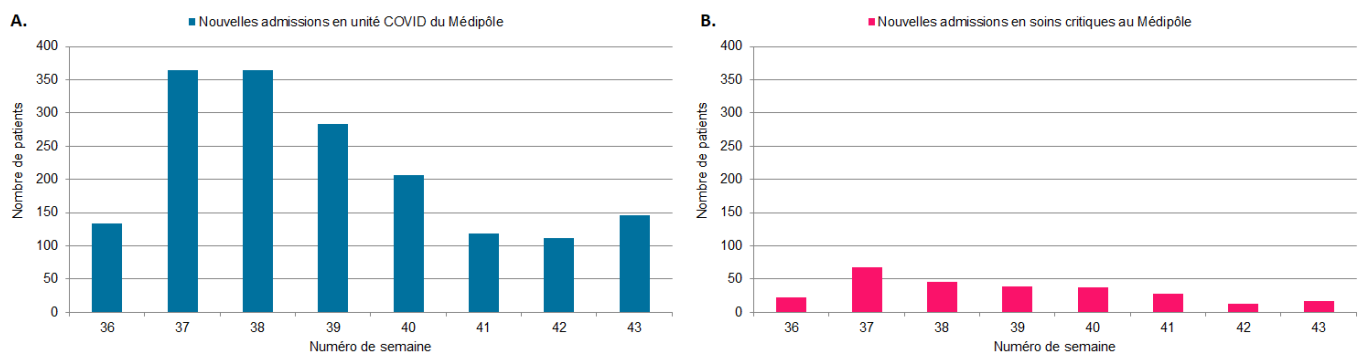 A.
Nouvelles admissions en unité COVID du Médipôle
Nombre de patients
400
350
300
250
200
150
100
50
0
36 37 38 39 40 41 42 43
Numéro de semaine
B.
Nouvelles admissions en soins critiques au Médipôle
Nombre de patients
400
350
300
250
200
150
100
50
0
36 37 38 39 40 41 42 43
Numéro de semaine